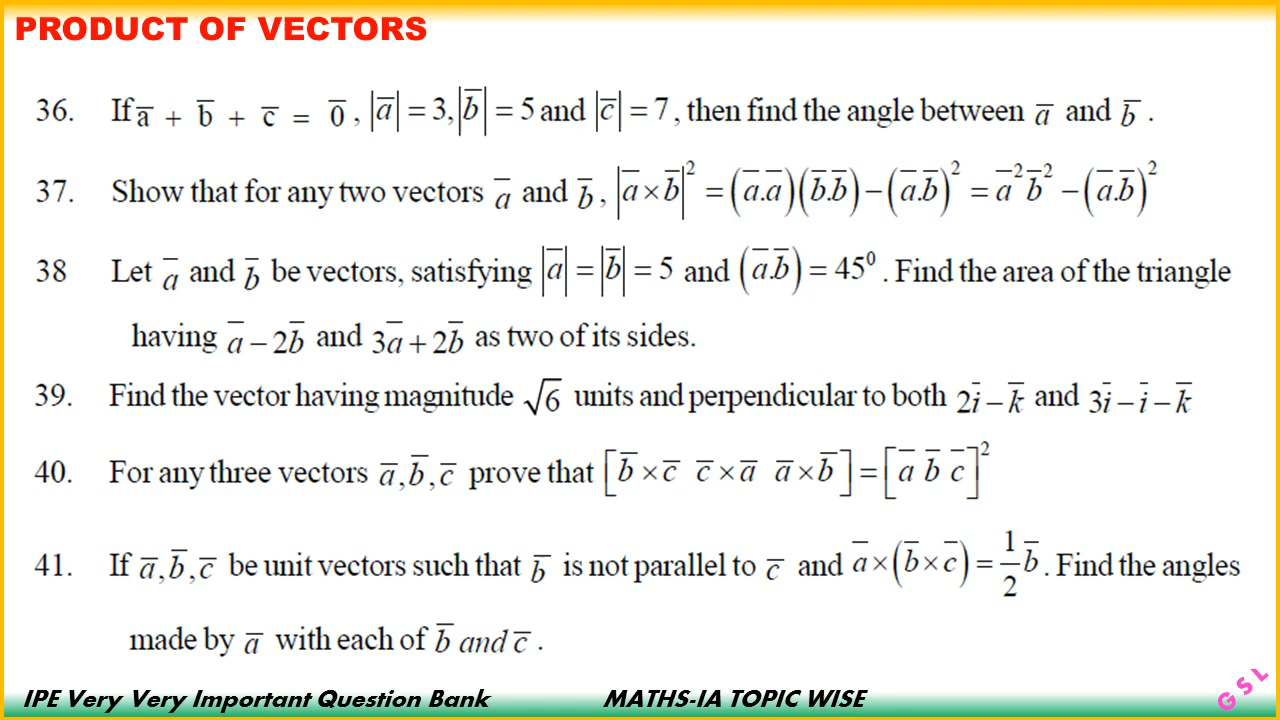 PRODUCT OF VECTORS
36. If a̅ + b̅ + c̅ = 0̅, |a̅| = 3, |b̅| = 5 and |c̅| = 7, then find the angle between a̅ and b̅.
37. Show that for any two vectors a̅ and b̅, |a̅×b̅|² = (a̅.a̅)(b̅.b̅) − (a̅.b̅)² = a̅²b̅² − (a̅.b̅)²
38 Let a̅ and b̅ be vectors, satisfying |a̅| = |b̅| = 5 and (a̅.b̅) = 45⁰. Find the area of the triangle
having a̅ − 2b̅ and 3a̅ + 2b̅ as two of its sides.
39. Find the vector having magnitude √6 units and perpendicular to both 2i̅ − k̅ and 3i̅ − i̅ − k̅
40. For any three vectors a̅, b̅, c̅ prove that [b̅×c̅ c̅×a̅ a̅×b̅] = [a̅ b̅ c̅]²
41. If a̅, b̅, c̅ be unit vectors such that b̅ is not parallel to c̅ and a̅×(b̅×c̅) = 1/2 b̅. Find the angles
made by a̅ with each of b̅ and c̅.
IPE Very Very Important Question Bank MATHS-IA TOPIC WISE
GSL